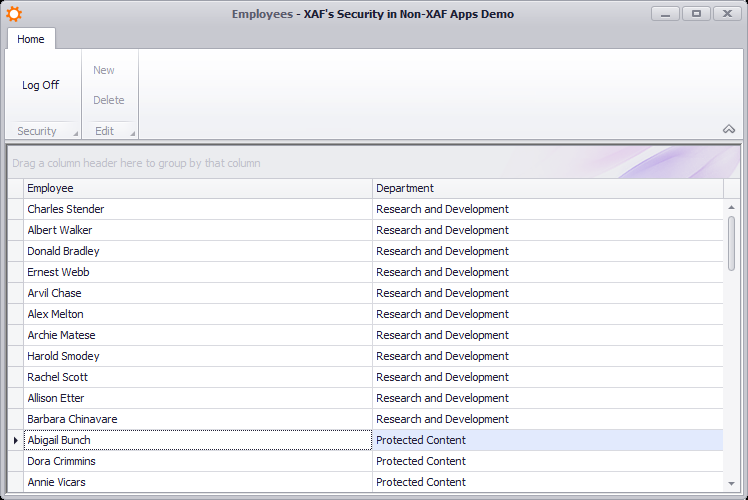 Employees - XAF's Security in Non-XAF Apps Demo
Home
Log Off
New
Delete
Security
Edit
Drag a column header here to group by that column
Employee Department
Charles Stender Research and Development
Albert Walker Research and Development
Donald Bradley Research and Development
Ernest Webb Research and Development
Arvil Chase Research and Development
Alex Melton Research and Development
Archie Matese Research and Development
Harold Smodey Research and Development
Rachel Scott Research and Development
Allison Etter Research and Development
Barbara Chinavare Research and Development
Abigail Bunch Protected Content
Dora Crimmins Protected Content
Annie Vicars Protected Content